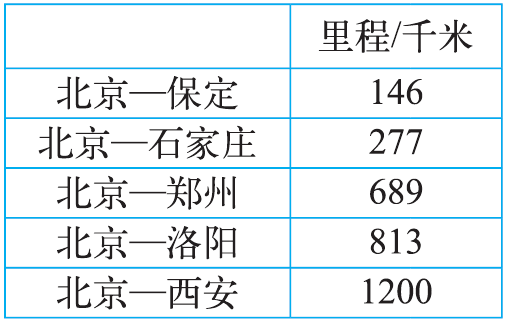 里程/千米
北京—保定 146
北京—石家庄 277
北京—郑州 689
北京—洛阳 813
北京—西安 1200